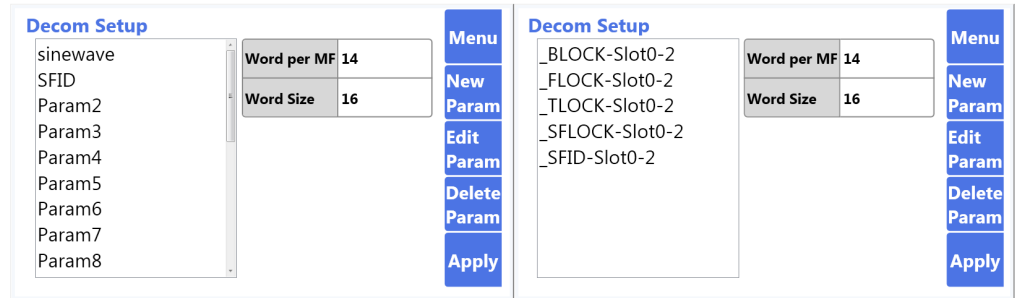 Decom Setup
sinewave
SFID
Param2
Param3
Param4
Param5
Param6
Param7
Param8
Word per MF 14
Word Size 16
Menu
New
Param
Edit
Param
Delete
Param
Apply
Decom Setup
_BLOCK-Slot0-2
_FLOCK-Slot0-2
_TLOCK-Slot0-2
_SFLOCK-Slot0-2
_SFID-Slot0-2
Word per MF 14
Word Size 16
Menu
New
Param
Edit
Param
Delete
Param
Apply